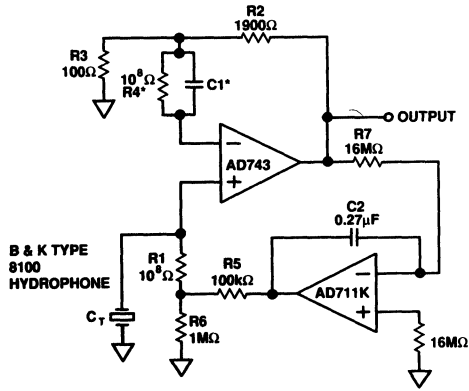 R2
1900Ω
R3
100Ω
10⁸Ω
R4*
C1*
OUTPUT
R7
16MΩ
AD743
C2
0.27µF
B & K TYPE
8100
HYDROPHONE
R1
10⁸Ω
R5
100kΩ
AD711K
C_T
R6
1MΩ
16MΩ
−
+
−
+